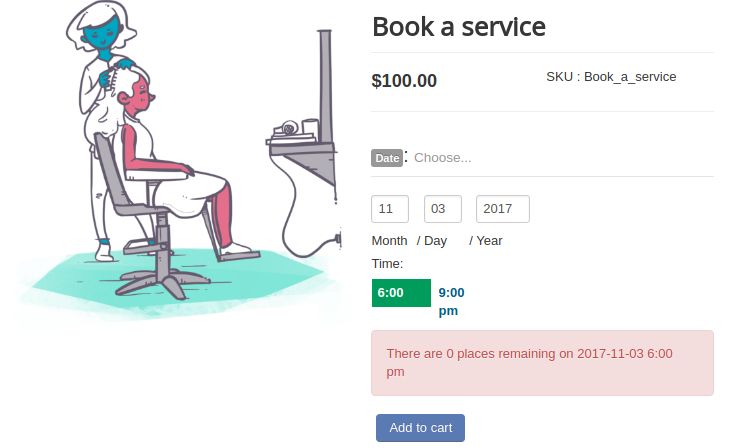 Book a service
$100.00 SKU : Book_a_service
Date: Choose...
11 03 2017
Month / Day / Year
Time:
6:00 9:00
pm
There are 0 places remaining on 2017-11-03 6:00
pm
Add to cart